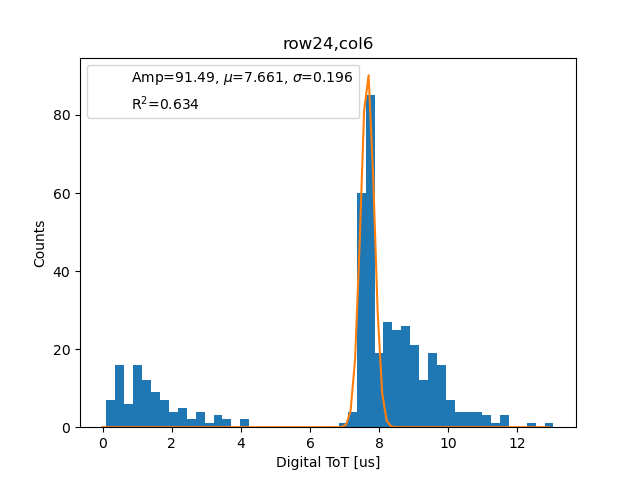 row24,col6
Amp=91.49, μ=7.661, σ=0.196
R²=0.634
80
60
40
20
0
Counts
0 2 4 6 8 10 12
Digital ToT [us]